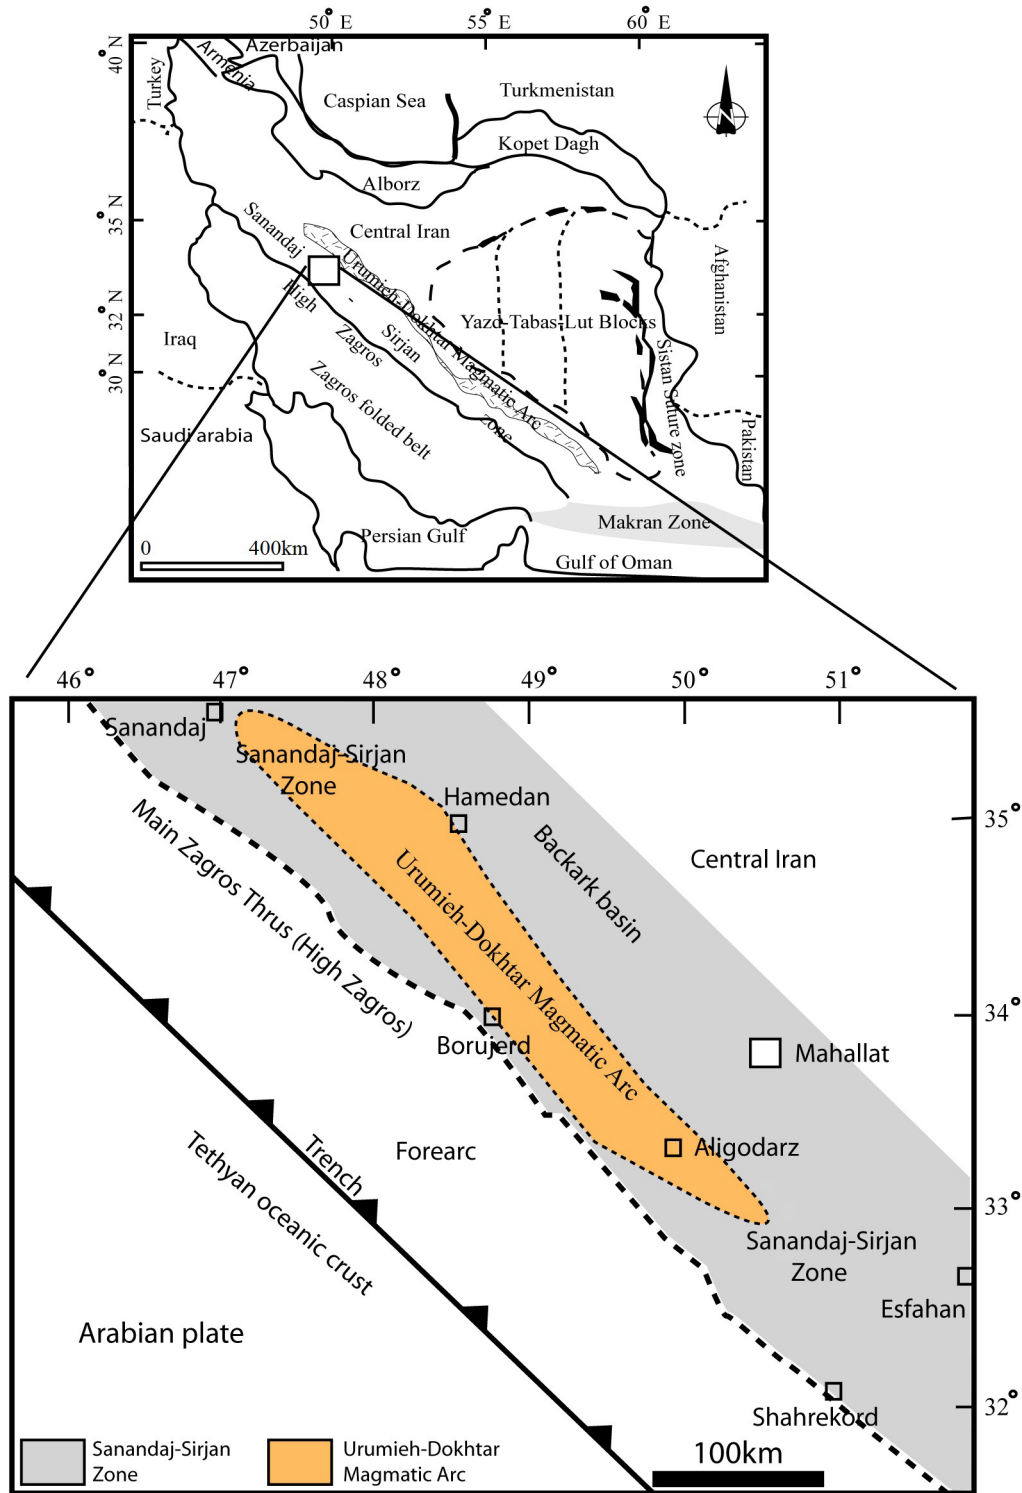 50° E
55° E
60° E
40° N
35° N
32° N
30° N
Azerbaijan
Armenia
Turkey
Caspian Sea
Turkmenistan
Kopet Dagh
Alborz
N
Sanandaj
Central Iran
Urumieh-Dokhtar Magmatic Arc
Afghanistan
High
Zagros
Sirjan
Zone
Yazd-Tabas-Lut Blocks
Iraq
Zagros folded belt
Sistan Suture zone
Saudi arabia
Pakistan
Persian Gulf
Makran Zone
Gulf of Oman
0 400km
46°
47°
48°
49°
50°
51°
Sanandaj
Sanandaj-Sirjan
Zone
Hamedan
35°
Main Zagros Thrus (High Zagros)
Backark basin
Central Iran
Urumieh-Dokhtar Magmatic Arc
34°
Borujerd
Mahallat
Trench
Forearc
Aligodarz
Tethyan oceanic crust
33°
Sanandaj-Sirjan
Zone
Esfahan
Arabian plate
32°
Shahrekord
Sanandaj-Sirjan
Zone
Urumieh-Dokhtar
Magmatic Arc
100km